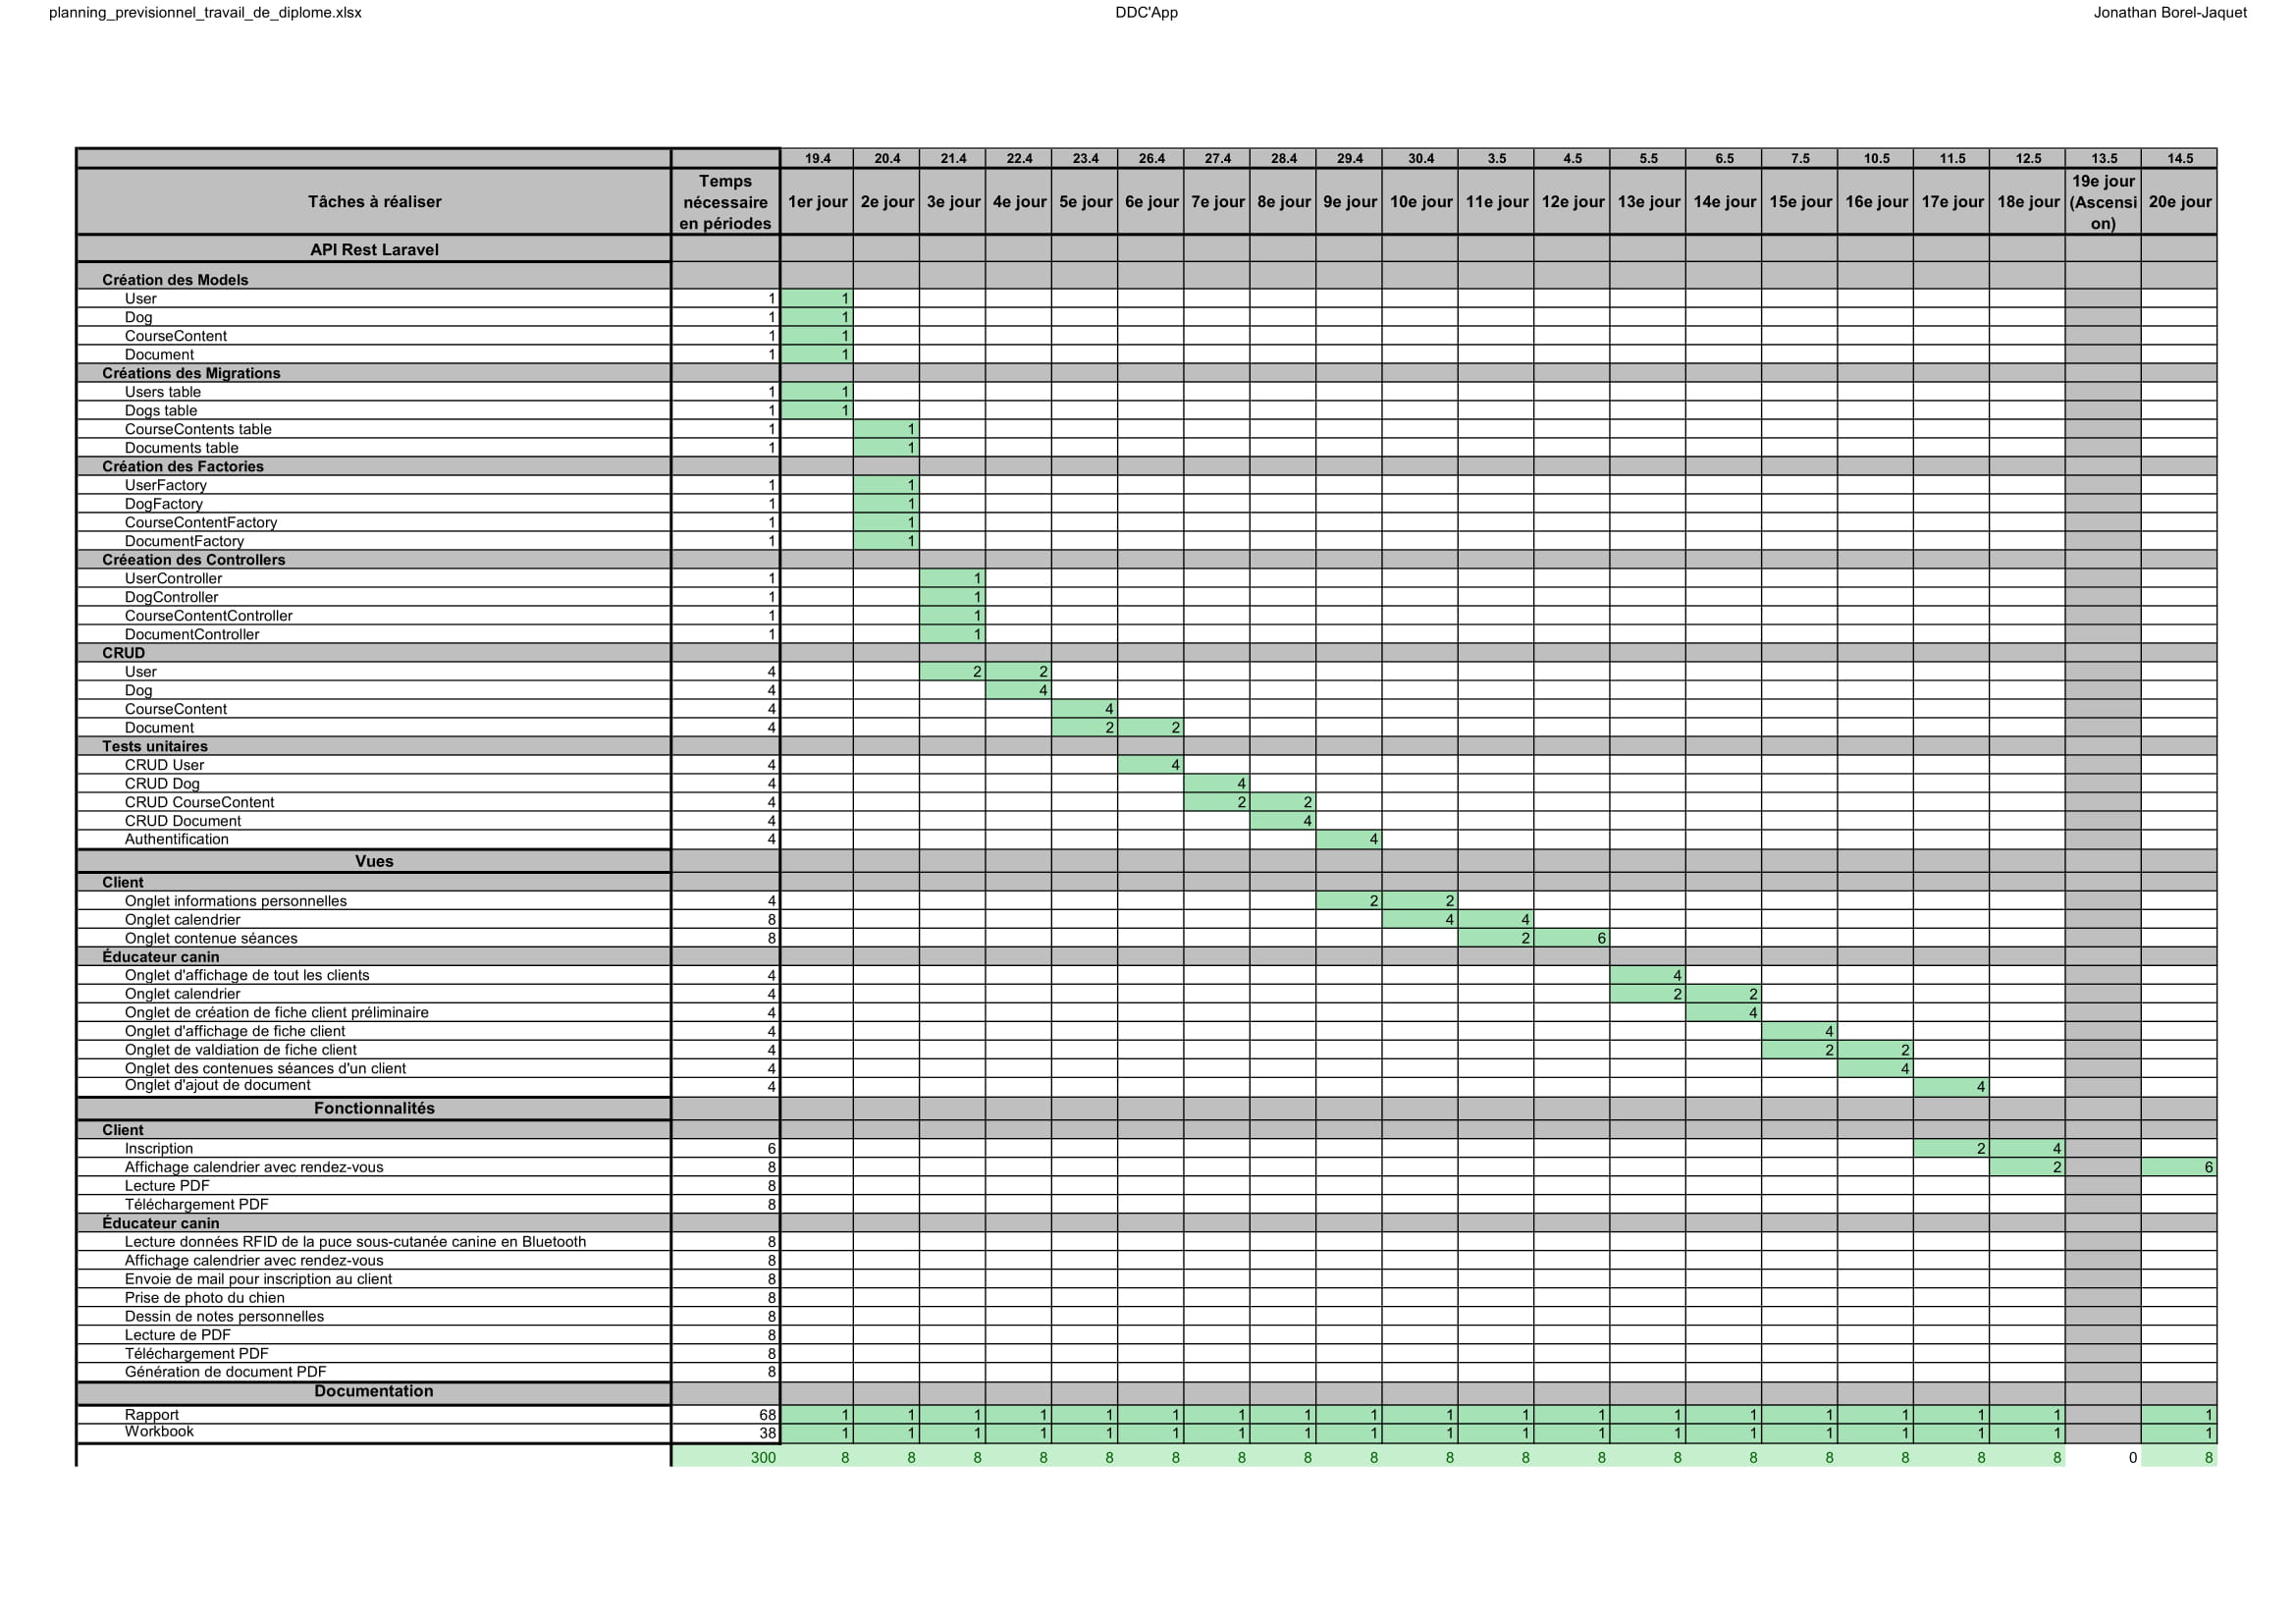 planning_previsionnel_travail_de_diplome.xlsx DDC'App Jonathan Borel-Jaquet
19.4 20.4 21.4 22.4 23.4 26.4 27.4 28.4 29.4 30.4 3.5 4.5 5.5 6.5 7.5 10.5 11.5 12.5 13.5 14.5
Tâches à réaliser Temps nécessaire en périodes 1er jour 2e jour 3e jour 4e jour 5e jour 6e jour 7e jour 8e jour 9e jour 10e jour 11e jour 12e jour 13e jour 14e jour 15e jour 16e jour 17e jour 18e jour 19e jour (Ascension) 20e jour
API Rest Laravel
Création des Models
User 1 1
Dog 1 1
CourseContent 1 1
Document 1 1
Créations des Migrations
Users table 1 1
Dogs table 1 1
CourseContents table 1 1
Documents table 1 1
Création des Factories
UserFactory 1 1
DogFactory 1 1
CourseContentFactory 1 1
DocumentFactory 1 1
Crééation des Controllers
UserController 1 1
DogController 1 1
CourseContentController 1 1
DocumentController 1 1
CRUD
User 4 2 2
Dog 4 4
CourseContent 4 4
Document 4 2 2
Tests unitaires
CRUD User 4 4
CRUD Dog 4 4
CRUD CourseContent 4 2 2
CRUD Document 4 4
Authentification 4 4
Vues
Client
Onglet informations personnelles 4 2 2
Onglet calendrier 8 4 4
Onglet contenue séances 8 2 6
Éducateur canin
Onglet d'affichage de tout les clients 4 4
Onglet calendrier 4 2 2
Onglet de création de fiche client préliminaire 4 4
Onglet d'affichage de fiche client 4 4
Onglet de valdiation de fiche client 4 2 2
Onglet des contenues séances d'un client 4 4
Onglet d'ajout de document 4 4
Fonctionnalités
Client
Inscription 6 2 4
Affichage calendrier avec rendez-vous 8 2 6
Lecture PDF 8
Téléchargement PDF 8
Éducateur canin
Lecture données RFID de la puce sous-cutanée canine en Bluetooth 8
Affichage calendrier avec rendez-vous 8
Envoie de mail pour inscription au client 8
Prise de photo du chien 8
Dessin de notes personnelles 8
Lecture de PDF 8
Téléchargement PDF 8
Génération de document PDF 8
Documentation
Rapport 68 1 1 1 1 1 1 1 1 1 1 1 1 1 1 1 1 1 1 1
Workbook 38 1 1 1 1 1 1 1 1 1 1 1 1 1 1 1 1 1 1 1
300 8 8 8 8 8 8 8 8 8 8 8 8 8 8 8 8 8 8 0 8